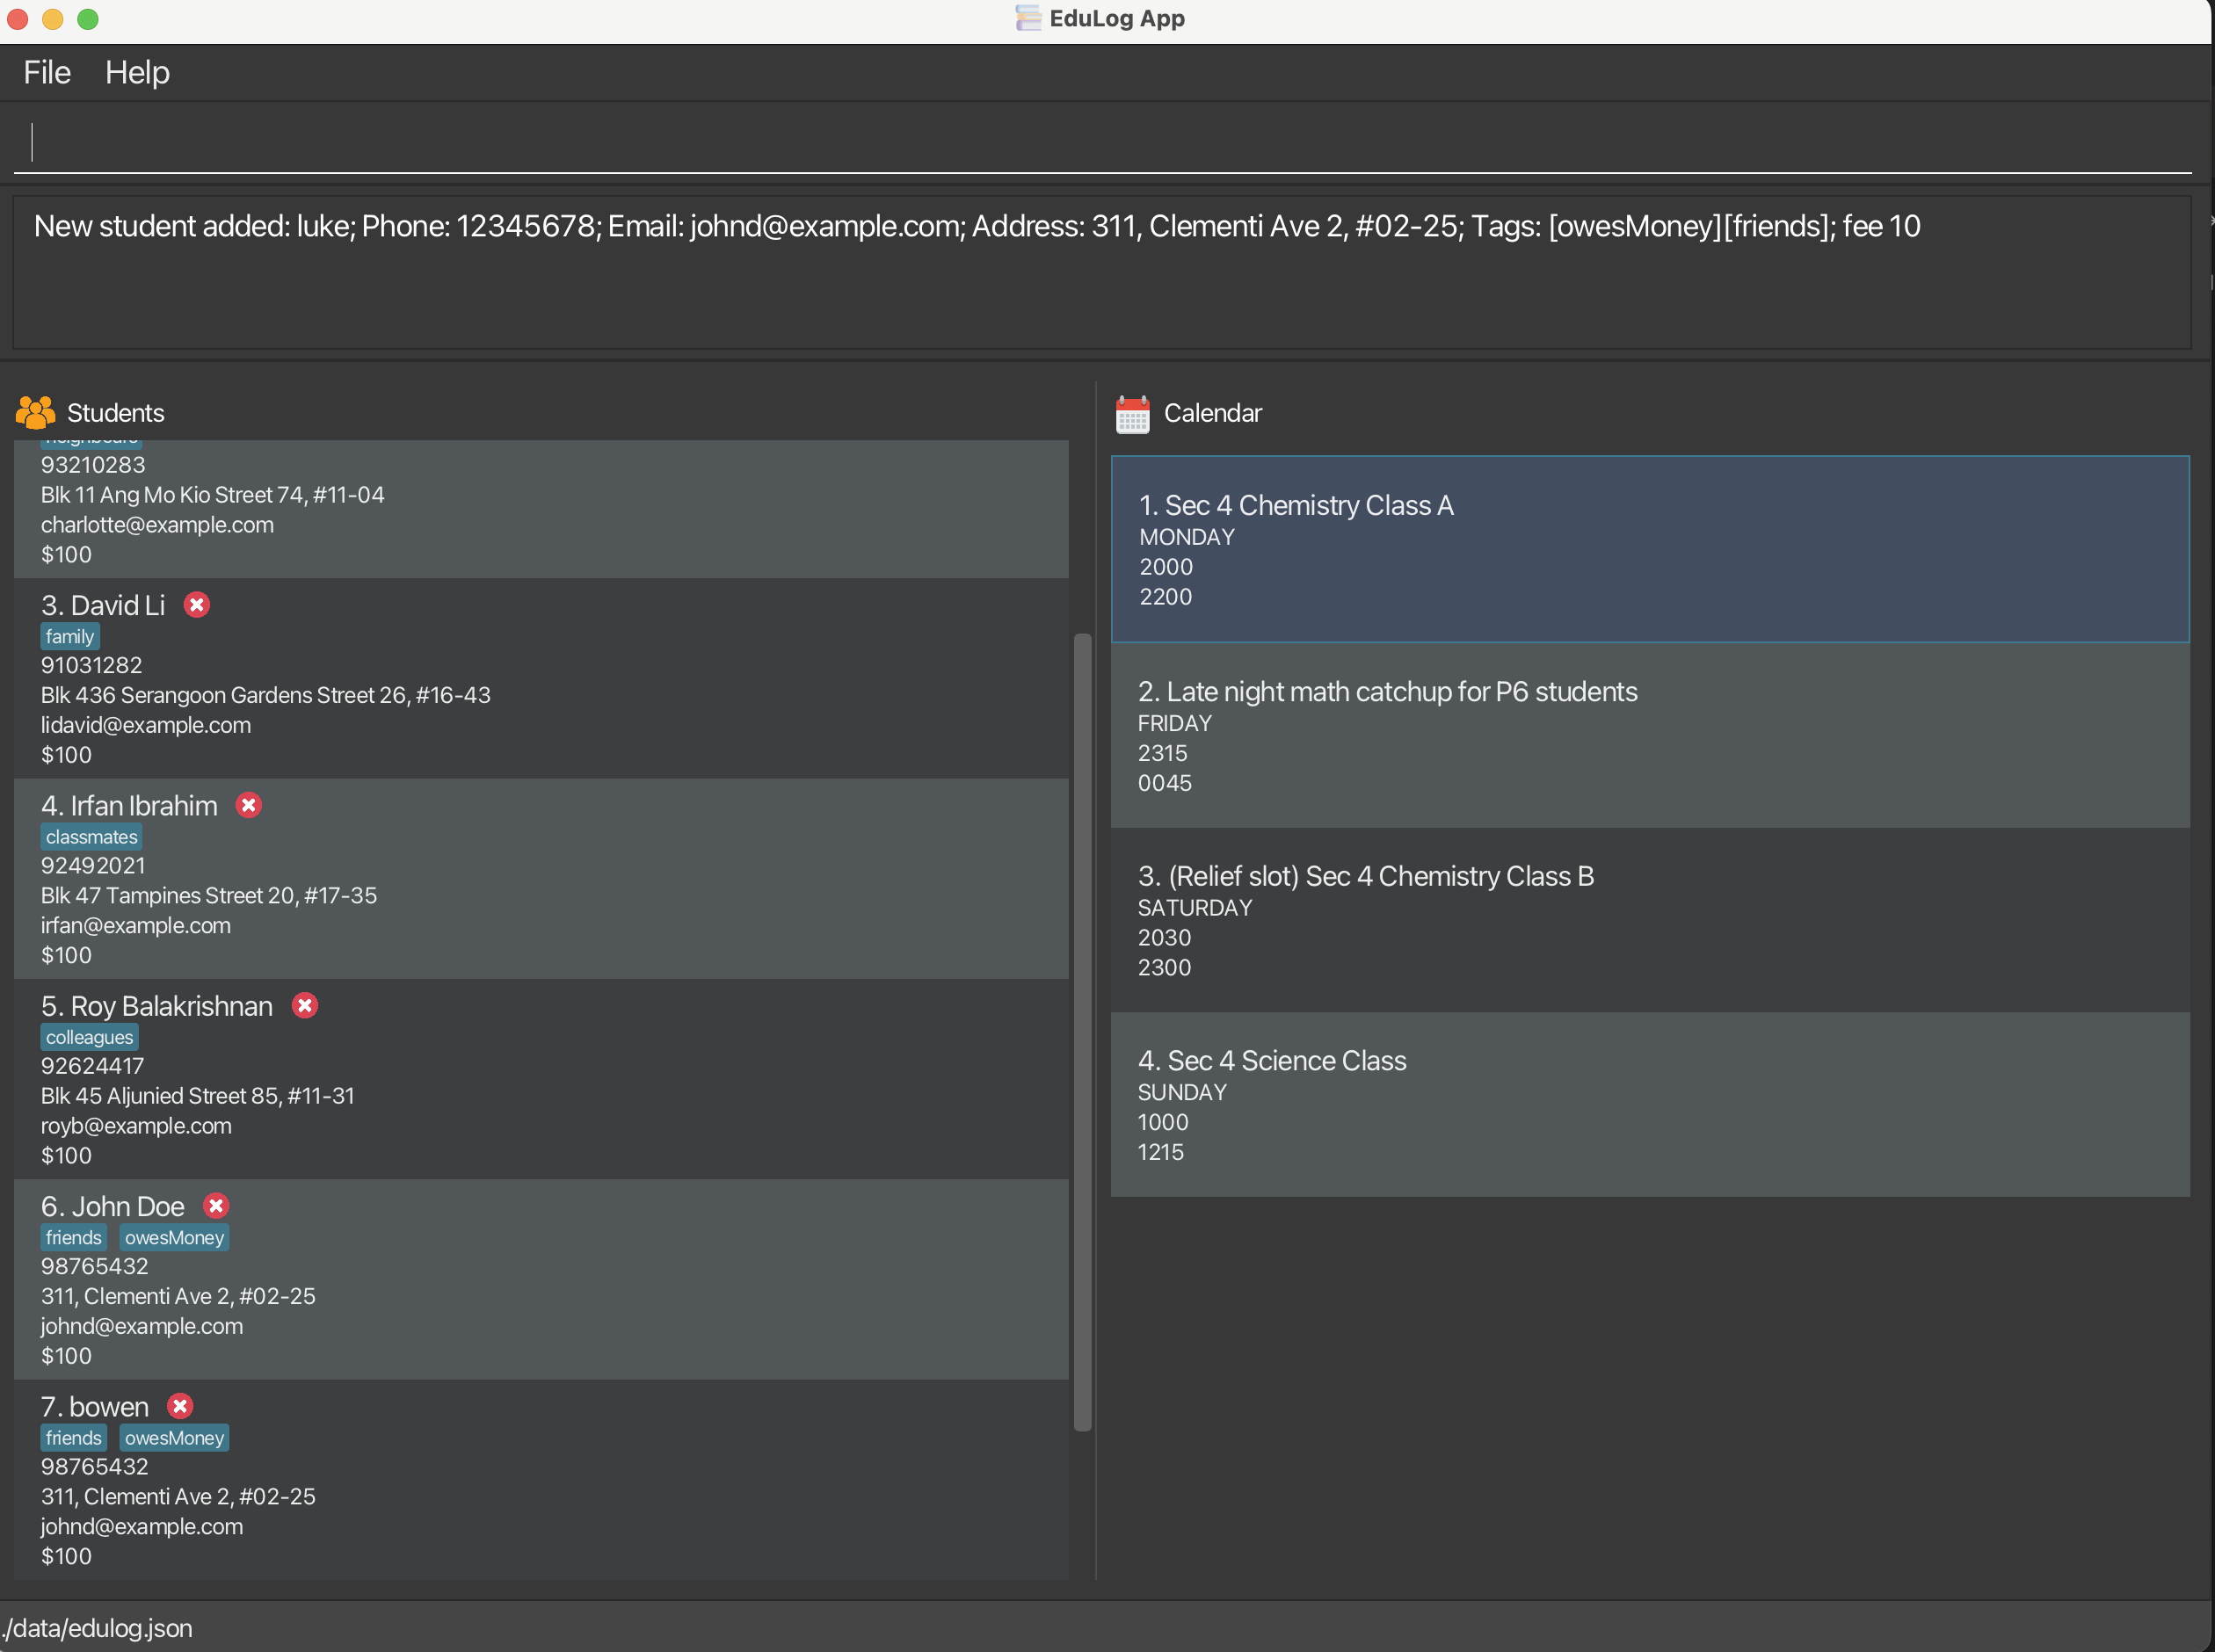 EduLog App
File Help
New student added: luke; Phone: 12345678; Email: johnd@example.com; Address: 311, Clementi Ave 2, #02-25; Tags: [owesMoney][friends]; fee 10
Students
93210283
Blk 11 Ang Mo Kio Street 74, #11-04
charlotte@example.com
$100
3. David Li
family
91031282
Blk 436 Serangoon Gardens Street 26, #16-43
lidavid@example.com
$100
4. Irfan Ibrahim
classmates
92492021
Blk 47 Tampines Street 20, #17-35
irfan@example.com
$100
5. Roy Balakrishnan
colleagues
92624417
Blk 45 Aljunied Street 85, #11-31
royb@example.com
$100
6. John Doe
friends owesMoney
98765432
311, Clementi Ave 2, #02-25
johnd@example.com
$100
7. bowen
friends owesMoney
98765432
311, Clementi Ave 2, #02-25
johnd@example.com
$100
Calendar
1. Sec 4 Chemistry Class A
MONDAY
2000
2200
2. Late night math catchup for P6 students
FRIDAY
2315
0045
3. (Relief slot) Sec 4 Chemistry Class B
SATURDAY
2030
2300
4. Sec 4 Science Class
SUNDAY
1000
1215
./data/edulog.json